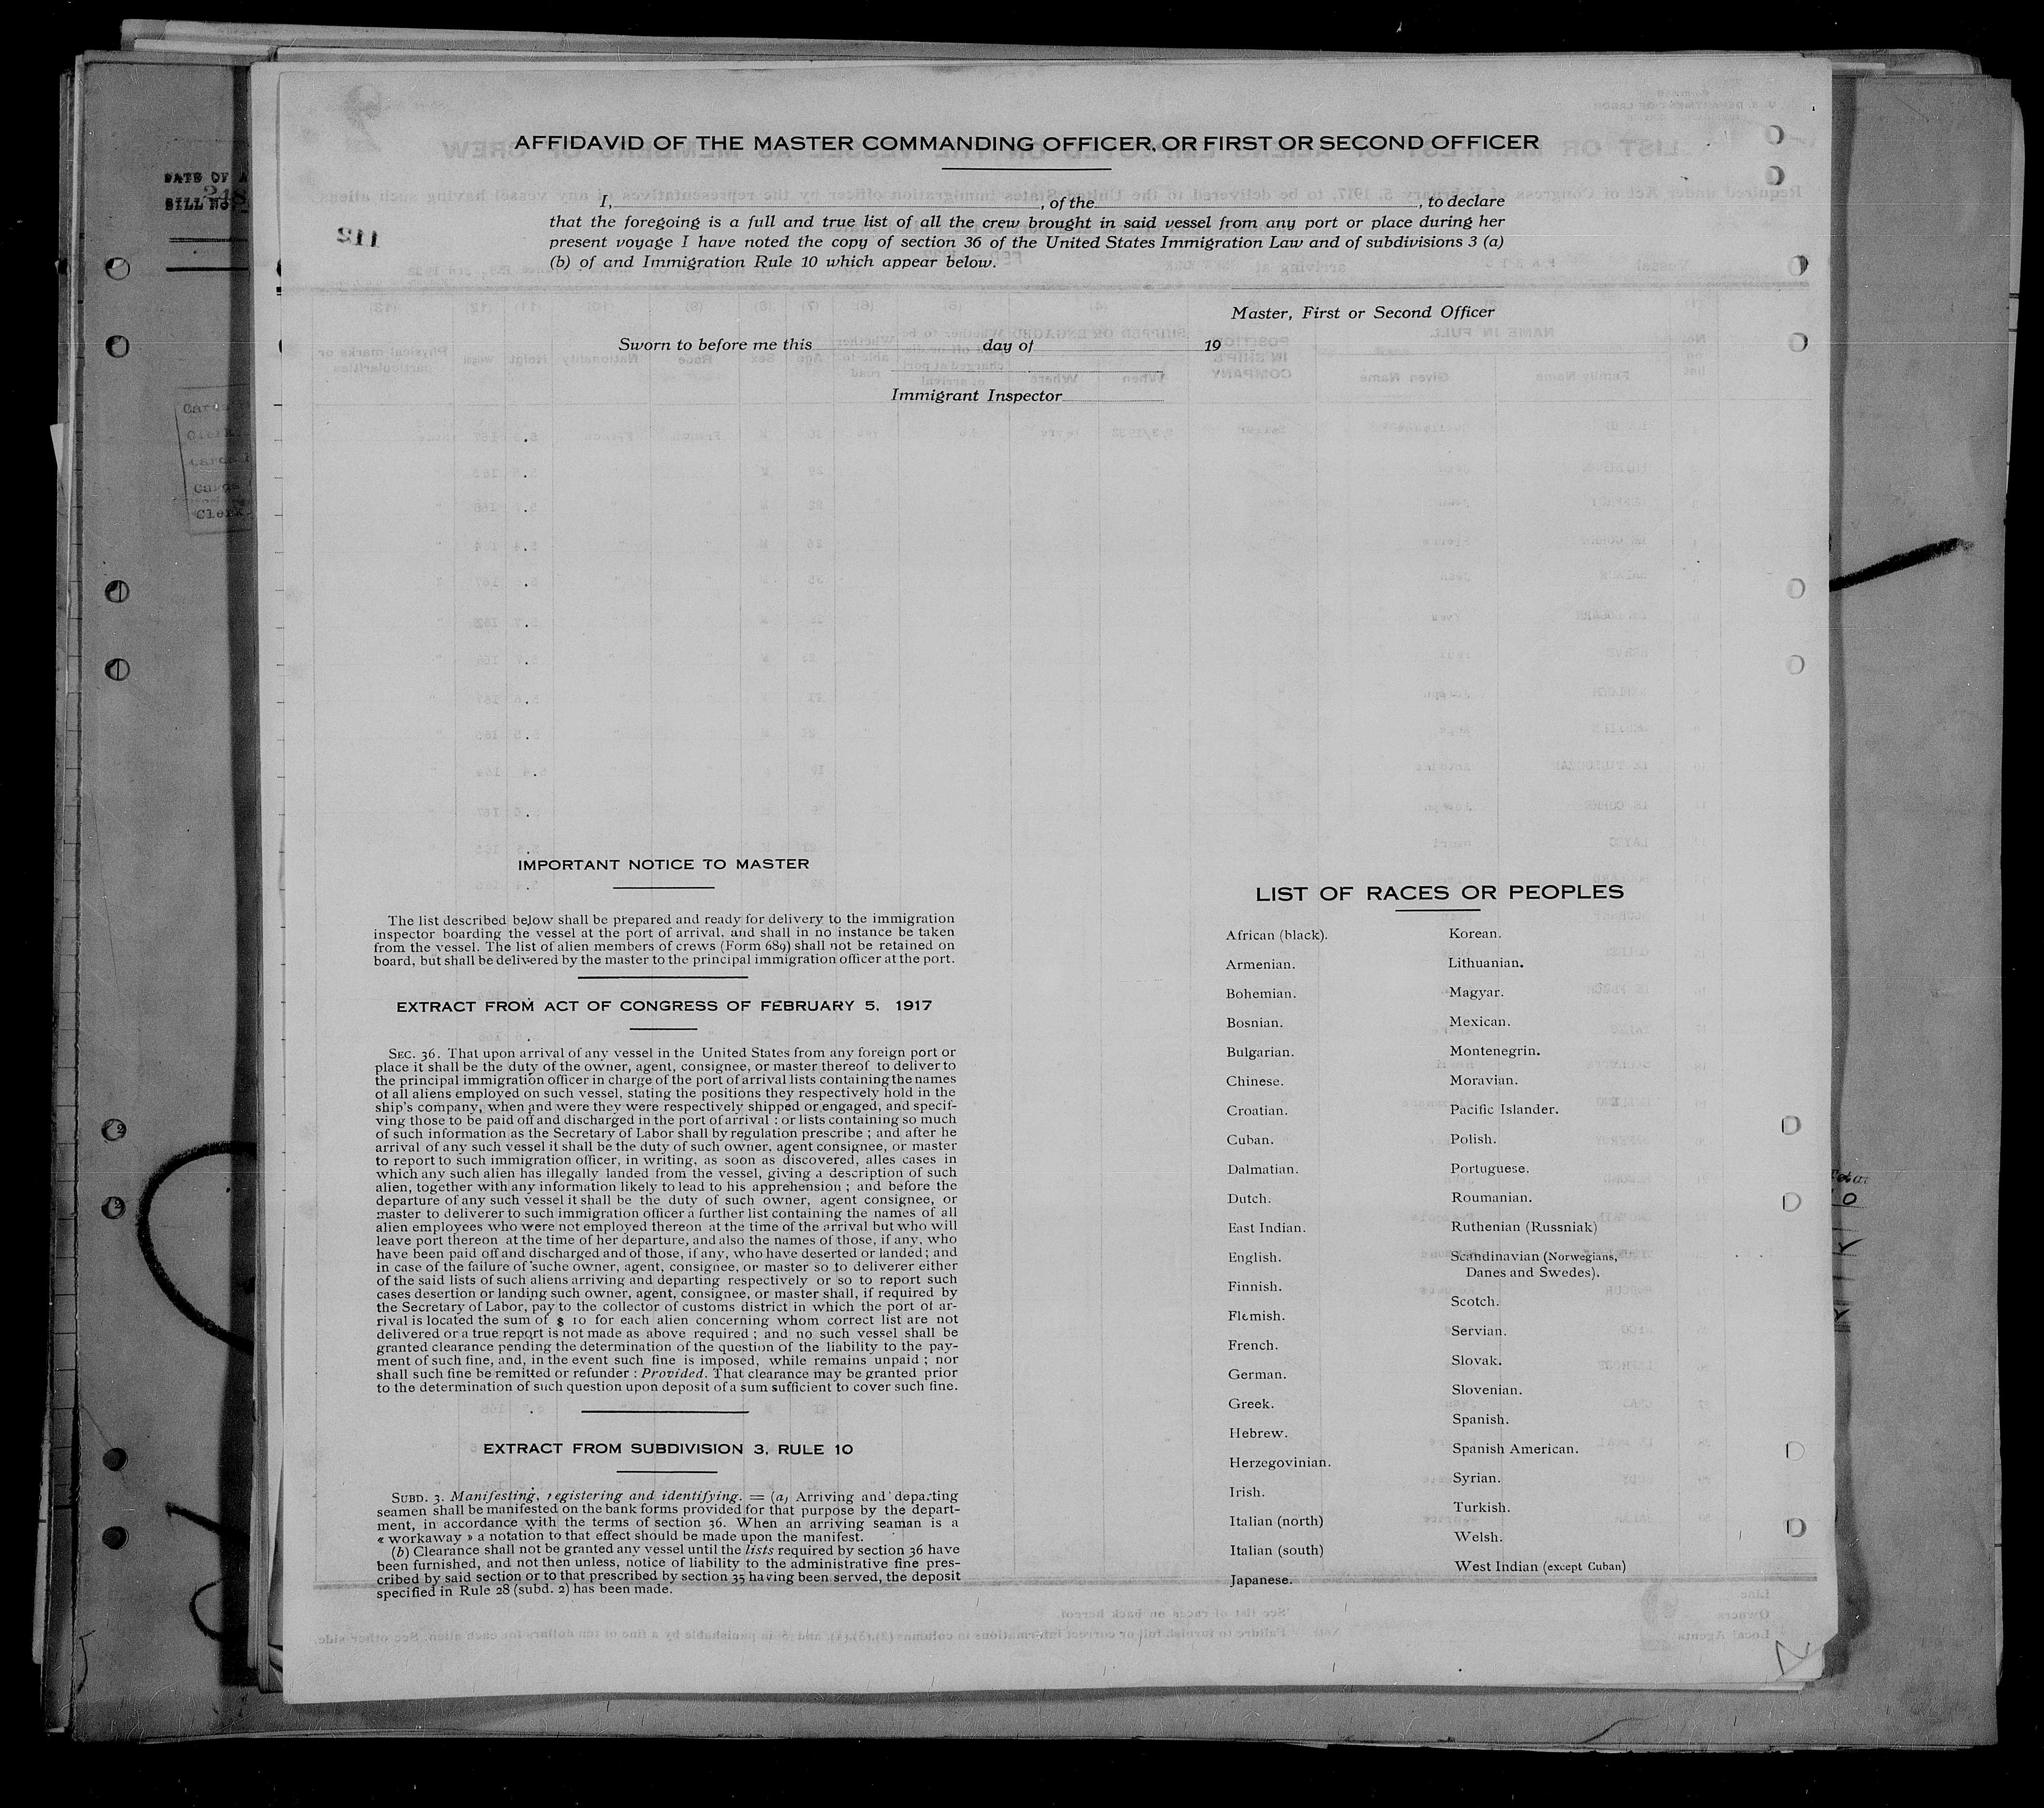 AFFIDAVID OF THE MASTER COMMANDING OFFICER, OR FIRST OR SECOND OFFICER
I, , of the , to declare
that the foregoing is a full and true list of all the crew brought in said vessel from any port or place during her
present voyage I have noted the copy of section 36 of the United States Immigration Law and of subdivisions 3 (a)
(b) of and Immigration Rule 10 which appear below.
Master, First or Second Officer
Sworn to before me this day of 19
Immigrant Inspector
DATE OF A
BILL NO.
Clerk
IMPORTANT NOTICE TO MASTER
The list described below shall be prepared and ready for delivery to the immigration
inspector boarding the vessel at the port of arrival, and shall in no instance be taken
from the vessel. The list of alien members of crews (Form 689) shall not be retained on
board, but shall be delivered by the master to the principal immigration officer at the port.
EXTRACT FROM ACT OF CONGRESS OF FEBRUARY 5, 1917
SEC. 36. That upon arrival of any vessel in the United States from any foreign port or
place it shall be the duty of the owner, agent, consignee, or master thereof to deliver to
the principal immigration officer in charge of the port of arrival lists containing the names
of all aliens employed on such vessel, stating the positions they respectively hold in the
ship's company, when and were they were respectively shipped or engaged, and specif-
ving those to be paid off and discharged in the port of arrival : or lists containing so much
of such information as the Secretary of Labor shall by regulation prescribe ; and after he
arrival of any such vessel it shall be the duty of such owner, agent consignee, or master
to report to such immigration officer, in writing, as soon as discovered, alles cases in
which any such alien has illegally landed from the vessel, giving a description of such
alien, together with any information likely to lead to his apprehension ; and before the
departure of any such vessel it shall be the duty of such owner, agent consignee, or
master to deliverer to such immigration officer a further list containing the names of all
alien employees who were not employed thereon at the time of the arrival but who will
leave port thereon at the time of her departure, and also the names of those, if any, who
have been paid off and discharged and of those, if any, who have deserted or landed; and
in case of the failure of suche owner, agent, consignee, or master so to deliverer either
of the said lists of such aliens arriving and departing respectively or so to report such
cases desertion or landing such owner, agent, consignee, or master shall, if required by
the Secretary of Labor, pay to the collector of customs district in which the port of ar-
rival is located the sum of $ 10 for each alien concerning whom correct list are not
delivered or a true report is not made as above required ; and no such vessel shall be
granted clearance pending the determination of the question of the liability to the pay-
ment of such fine, and, in the event such fine is imposed, while remains unpaid ; nor
shall such fine be remitted or refunder : Provided. That clearance may be granted prior
to the determination of such question upon deposit of a sum sufficient to cover such fine.
EXTRACT FROM SUBDIVISION 3, RULE 10
SUBD. 3. Manifesting, registering and identifying. = (a) Arriving and departing
seamen shall be manifested on the bank forms provided for that purpose by the depart-
ment, in accordance with the terms of section 36. When an arriving seaman is a
« workaway » a notation to that effect should be made upon the manifest.
(b) Clearance shall not be granted any vessel until the lists required by section 36 have
been furnished, and not then unless, notice of liability to the administrative fine pres-
cribed by said section or to that prescribed by section 35 having been served, the deposit
specified in Rule 28 (subd. 2) has been made.
LIST OF RACES OR PEOPLES
African (black).
Armenian.
Bohemian.
Bosnian.
Bulgarian.
Chinese.
Croatian.
Cuban.
Dalmatian.
Dutch.
East Indian.
English.
Finnish.
Flemish.
French.
German.
Greek.
Hebrew.
Herzegovinian.
Irish.
Italian (north)
Italian (south)
Japanese.
Korean.
Lithuanian.
Magyar.
Mexican.
Montenegrin.
Moravian.
Pacific Islander.
Polish.
Portuguese.
Roumanian.
Ruthenian (Russniak)
Scandinavian (Norwegians,
Danes and Swedes).
Scotch.
Servian.
Slovak.
Slovenian.
Spanish.
Spanish American.
Syrian.
Turkish.
Welsh.
West Indian (except Cuban)